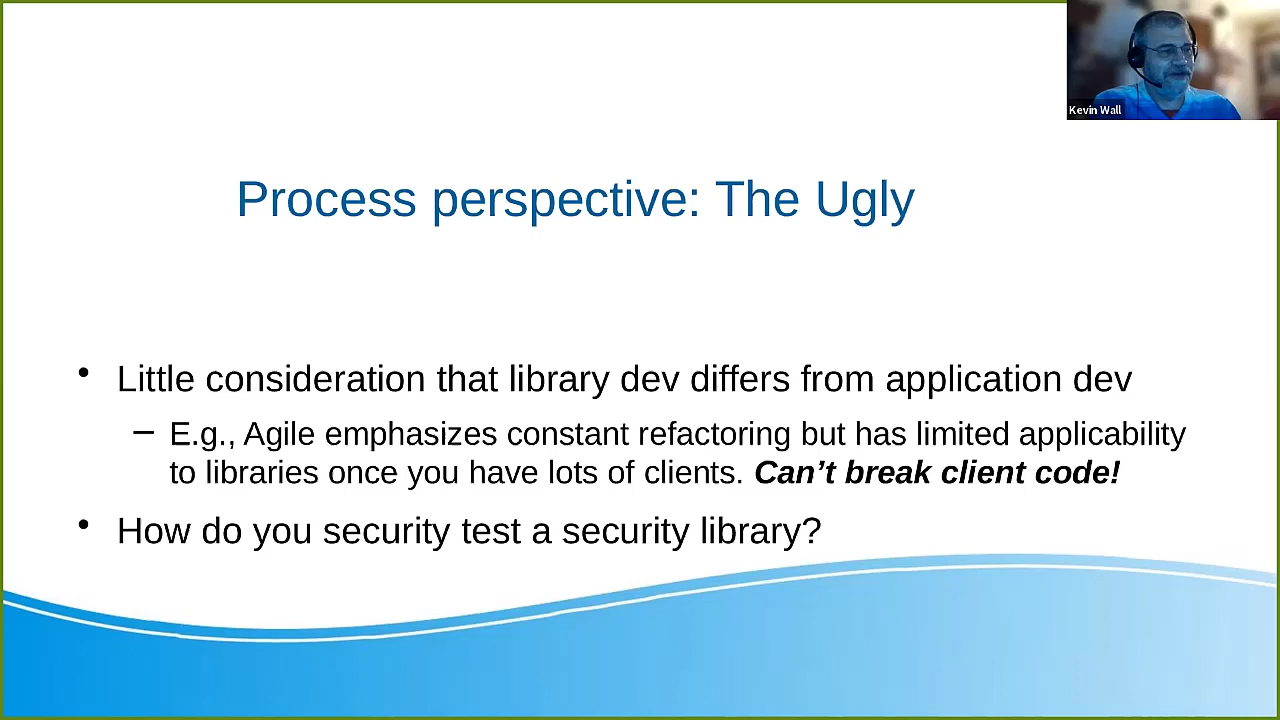 Kevin Wall
Process perspective: The Ugly
• Little consideration that library dev differs from application dev
– E.g., Agile emphasizes constant refactoring but has limited applicability
to libraries once you have lots of clients. Can’t break client code!
• How do you security test a security library?